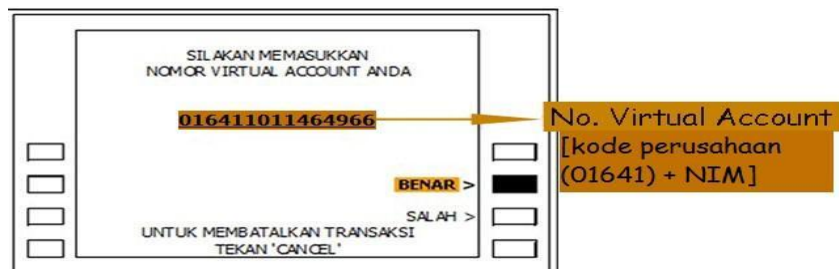 SILAKAN MEMASUKKAN
NOMOR VIRTUAL ACCOUNT ANDA
016411011464966
No. Virtual Account
[kode perusahaan
(01641) + NIM]
BENAR >
SALAH >
UNTUK MEMBATALKAN TRANSAKSI
TEKAN 'CANCEL'